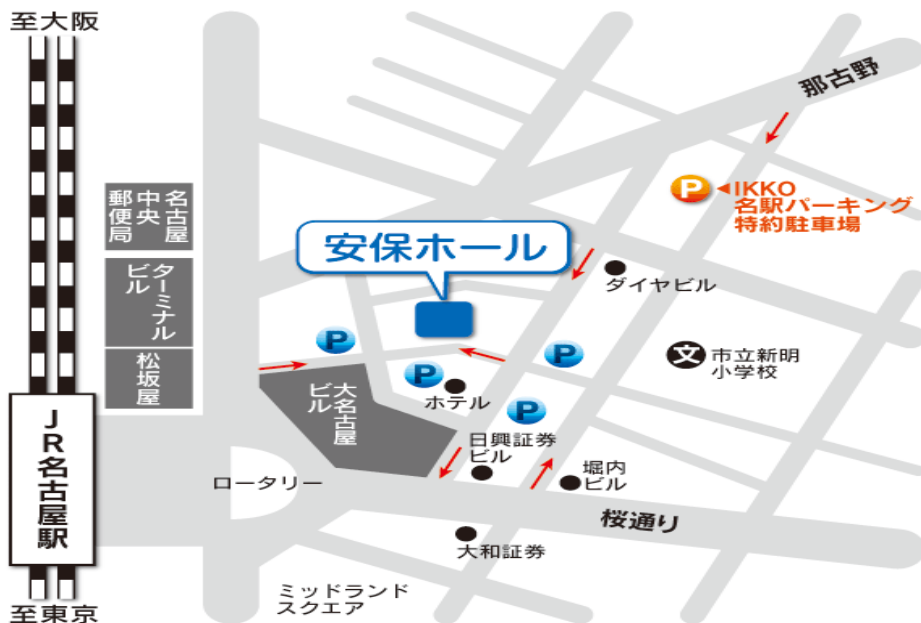 至大阪
那古野
P
IKKO
名駅パーキング
特約駐車場
名古屋
中央
郵便局
安保ホール
ターミナル
ビル
ダイヤビル
松坂屋
P
P
文
市立新明
小学校
P
ホテル
大名古屋
ビル
P
日興証券
ビル
JR名古屋駅
ロータリー
堀内
ビル
桜通り
大和証券
ミッドランド
スクエア
至東京